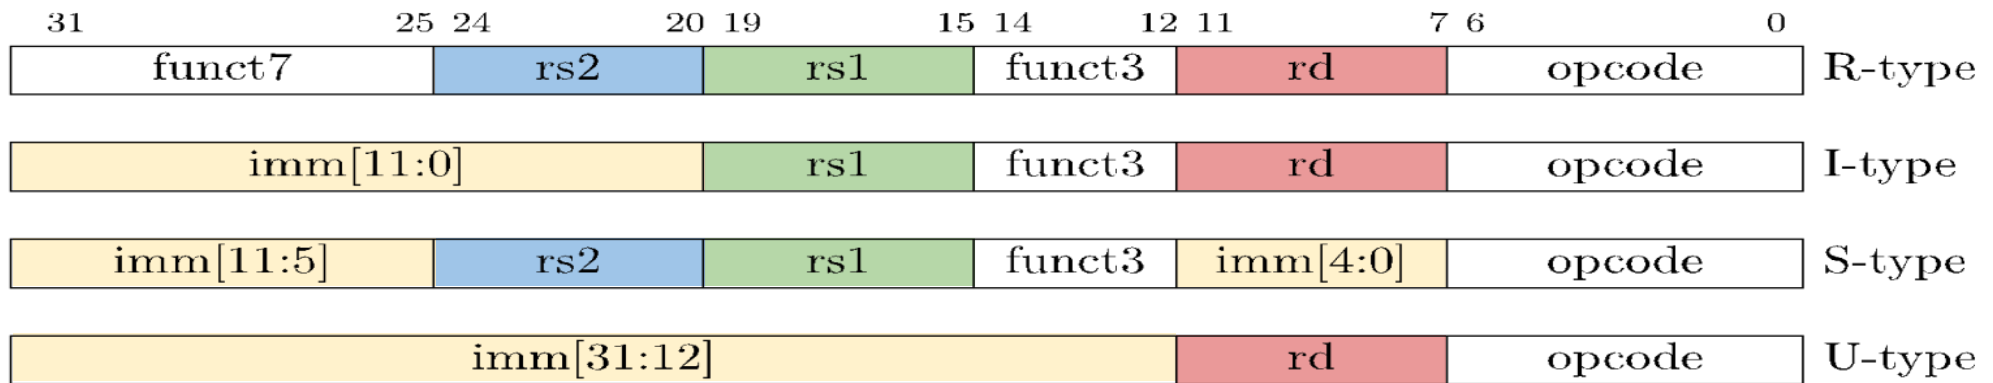 31 25 24 20 19 15 14 12 11 7 6 0
funct7 rs2 rs1 funct3 rd opcode R-type
imm[11:0] rs1 funct3 rd opcode I-type
imm[11:5] rs2 rs1 funct3 imm[4:0] opcode S-type
imm[31:12] rd opcode U-type